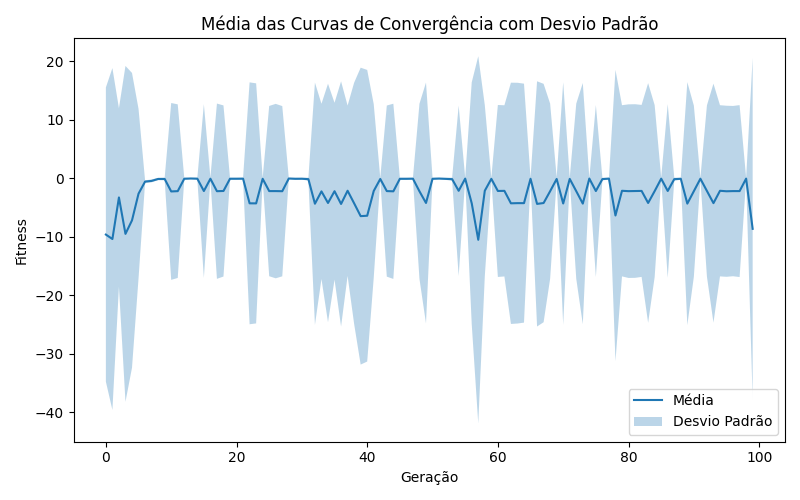 Média das Curvas de Convergência com Desvio Padrão
20
10
0
−10
−20
−30
−40
Fitness
Média
Desvio Padrão
0
20
40
60
80
100
Geração